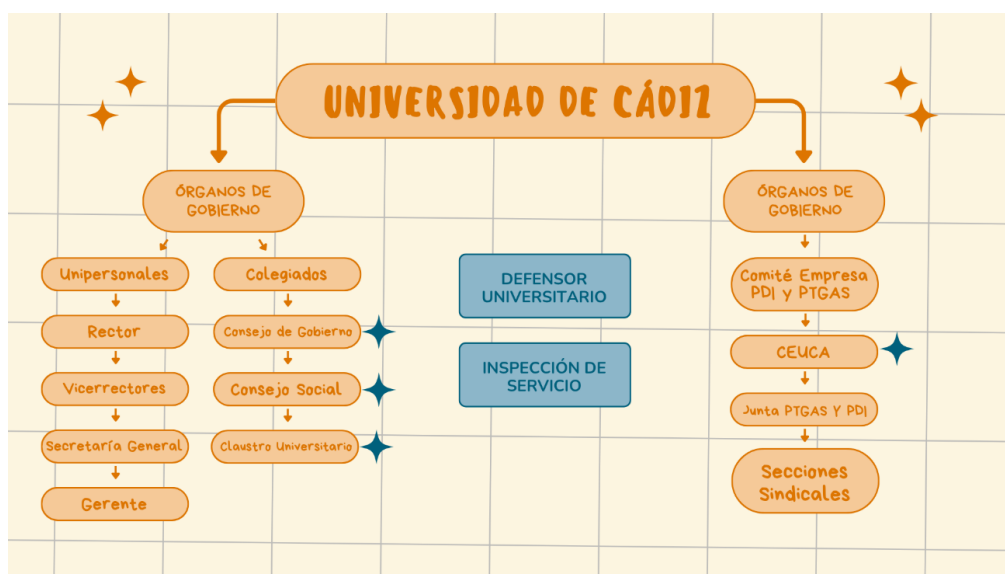 UNIVERSIDAD DE CÁDIZ
ÓRGANOS DE
GOBIERNO
Unipersonales
Rector
Vicerrectores
Secretaría General
Gerente
Colegiados
Consejo de Gobierno
Consejo Social
Claustro Universitario
DEFENSOR
UNIVERSITARIO
INSPECCIÓN DE
SERVICIO
ÓRGANOS DE
GOBIERNO
Comité Empresa
PDI y PTGAS
CEUCA
Junta PTGAS Y PDI
Secciones
Sindicales